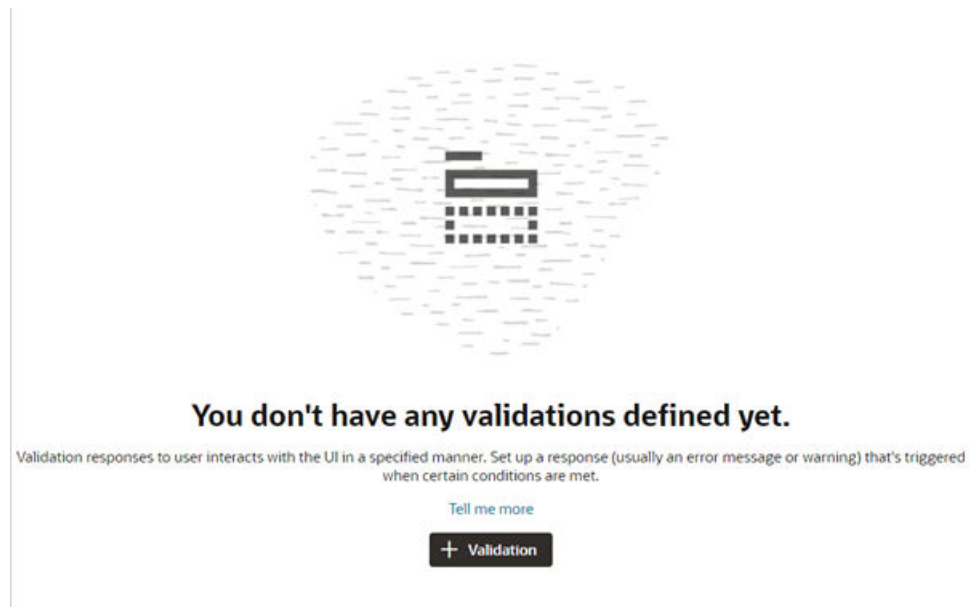 You don't have any validations defined yet.
Validation responses to user interacts with the UI in a specified manner. Set up a response (usually an error message or warning) that's triggered
when certain conditions are met.
Tell me more
+ Validation